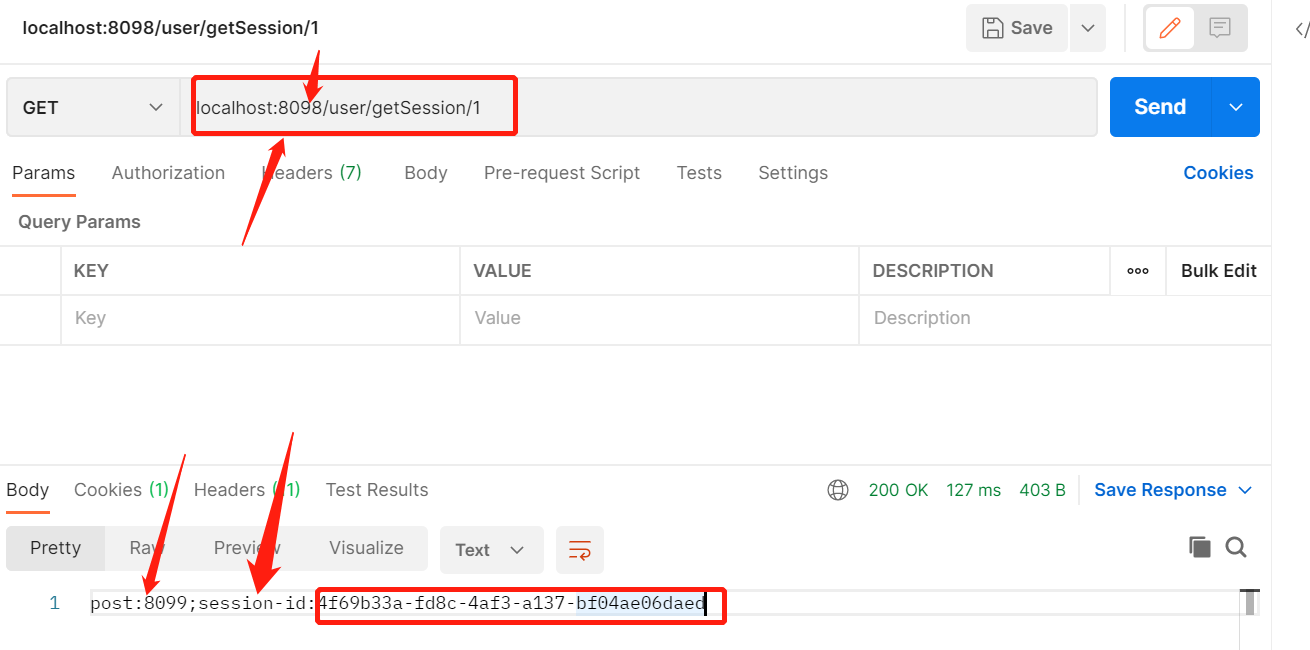 localhost:8098/user/getSession/1
Save
GET
localhost:8098/user/getSession/1
Send
Params Authorization Headers (7) Body Pre-request Script Tests Settings Cookies
Query Params
KEY VALUE DESCRIPTION Bulk Edit
Key Value Description
Body Cookies (1) Headers 200 OK 127 ms 403 B Save Response
Test Results
Pretty Raw Preview Visualize Text
1 post:8099;session-id:4f69b33a-fd8c-4af3-a137-bf04ae06daed